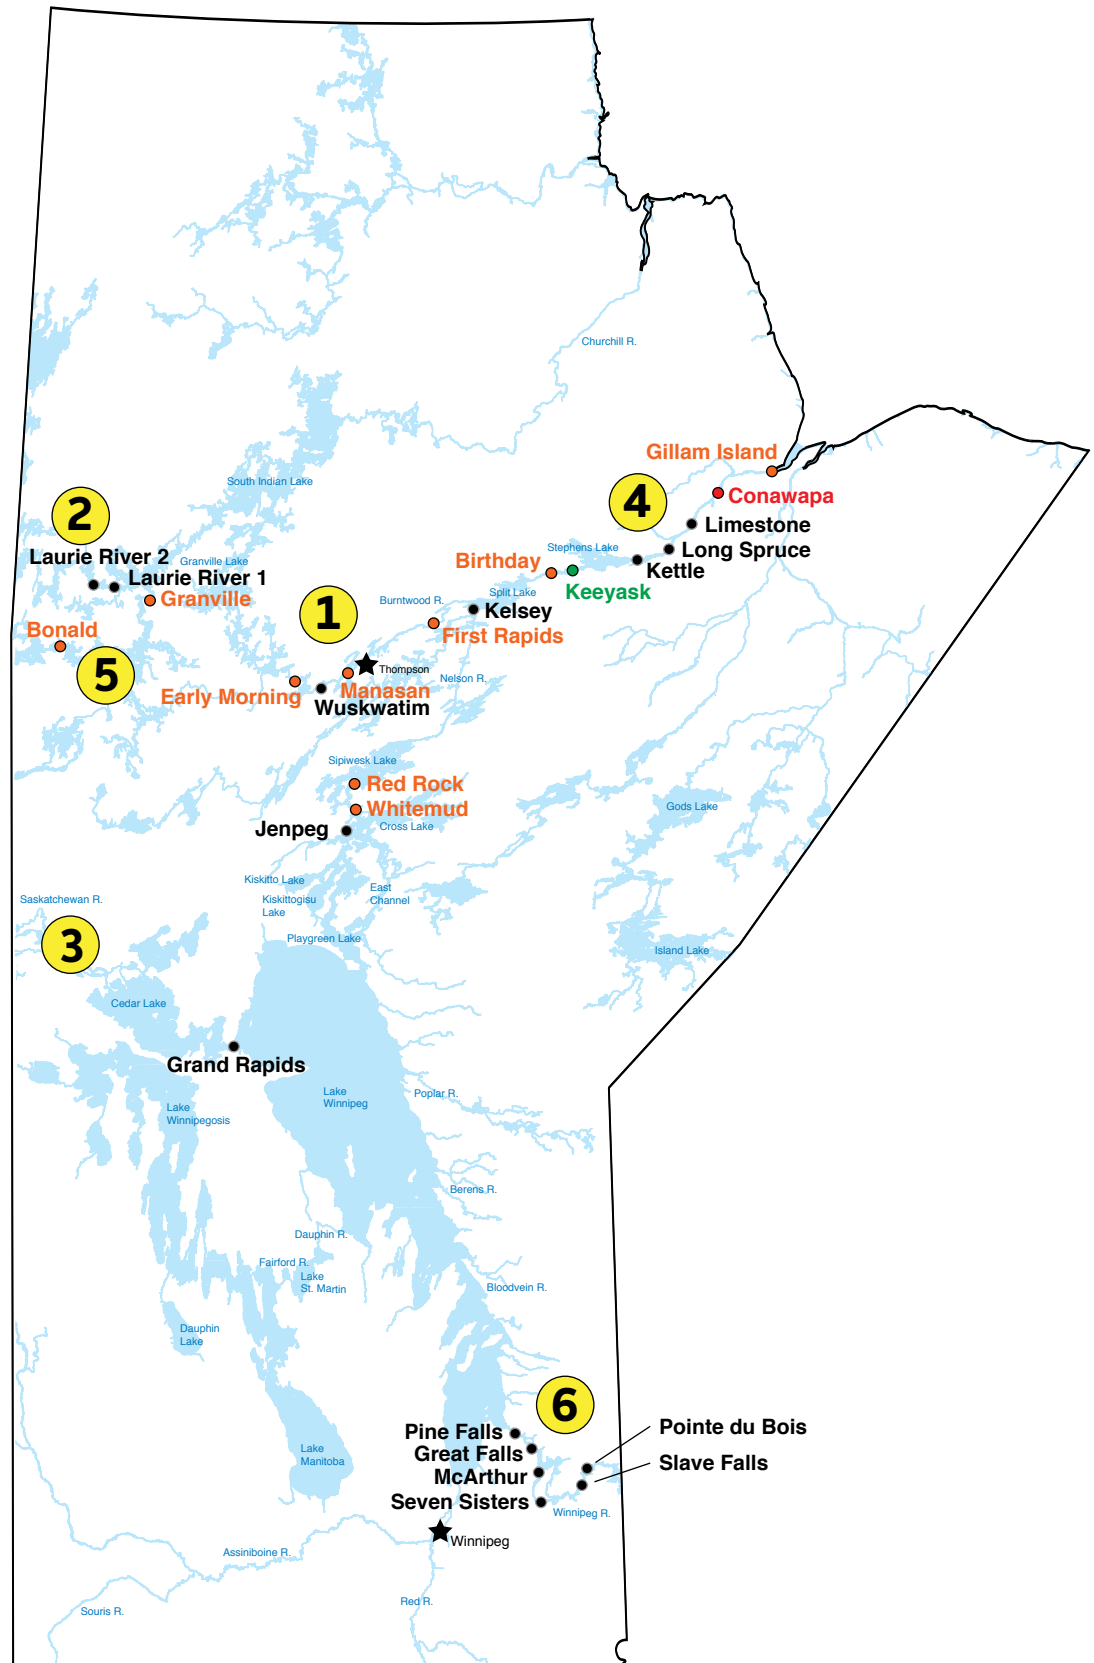 Churchill R.
Gillam Island
4
Conawapa
South Indian Lake
2
Limestone
Stephens Lake
Long Spruce
Laurie River 2
Granville Lake
Birthday
Kettle
Laurie River 1
Keeyask
Granville
Split Lake
Burntwood R.
Kelsey
1
Bonald
First Rapids
5
Thompson
Nelson R.
Manasan
Early Morning
Wuskwatim
Sipiwesk Lake
Red Rock
Whitemud
Gods Lake
Jenpeg
Cross Lake
Kiskitto Lake
East
Channel
Saskatchewan R.
Kiskittogisu
Lake
3
Playgreen Lake
Island Lake
Cedar Lake
Grand Rapids
Lake
Winnipeg
Poplar R.
Lake
Winnipegosis
Berens R.
Dauphin R.
Fairford R.
Lake
St. Martin
Bloodvein R.
Dauphin
Lake
6
Pine Falls
Pointe du Bois
Great Falls
Lake
Manitoba
Slave Falls
McArthur
Seven Sisters
Winnipeg R.
Winnipeg
Assiniboine R.
Red R.
Souris R.